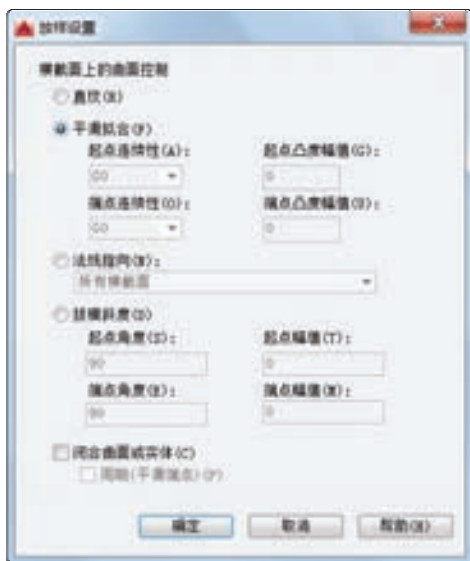 放样设置
横截面上的曲面控制
直纹(R)
平滑拟合(F)
起点连续性(A): 起点凸度幅值(G):
G0 0
端点连续性(O): 端点凸度幅值(U):
G0 0
法线指向(N):
所有横截面
拔模斜度(D)
起点角度(S): 起点幅值(T):
90 0
端点角度(E): 端点幅值(M):
90 0
闭合曲面或实体(C)
周期(平滑端点)(P)
确定 取消 帮助(H)